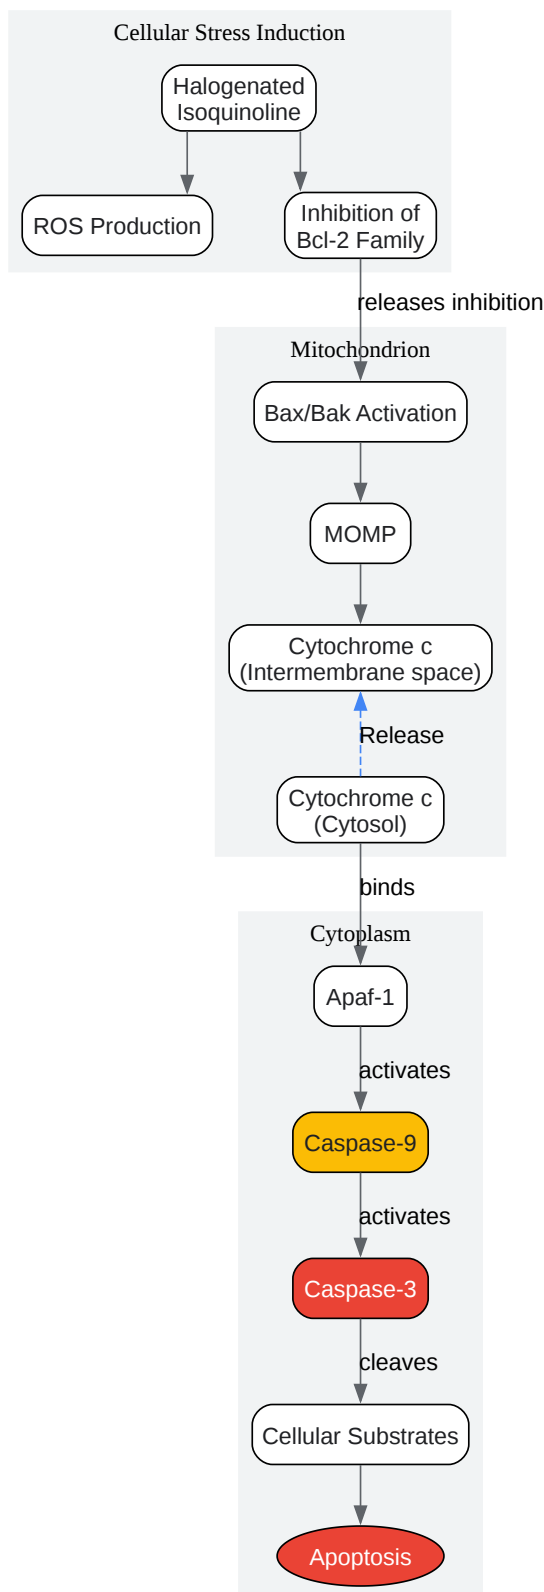 Cellular Stress Induction
Halogenated
Isoquinoline
ROS Production
Inhibition of
Bcl-2 Family
releases inhibition
Mitochondrion
Bax/Bak Activation
MOMP
Cytochrome c
(Intermembrane space)
Release
Cytochrome c
(Cytosol)
binds
Cytoplasm
Apaf-1
activates
Caspase-9
activates
Caspase-3
cleaves
Cellular Substrates
Apoptosis